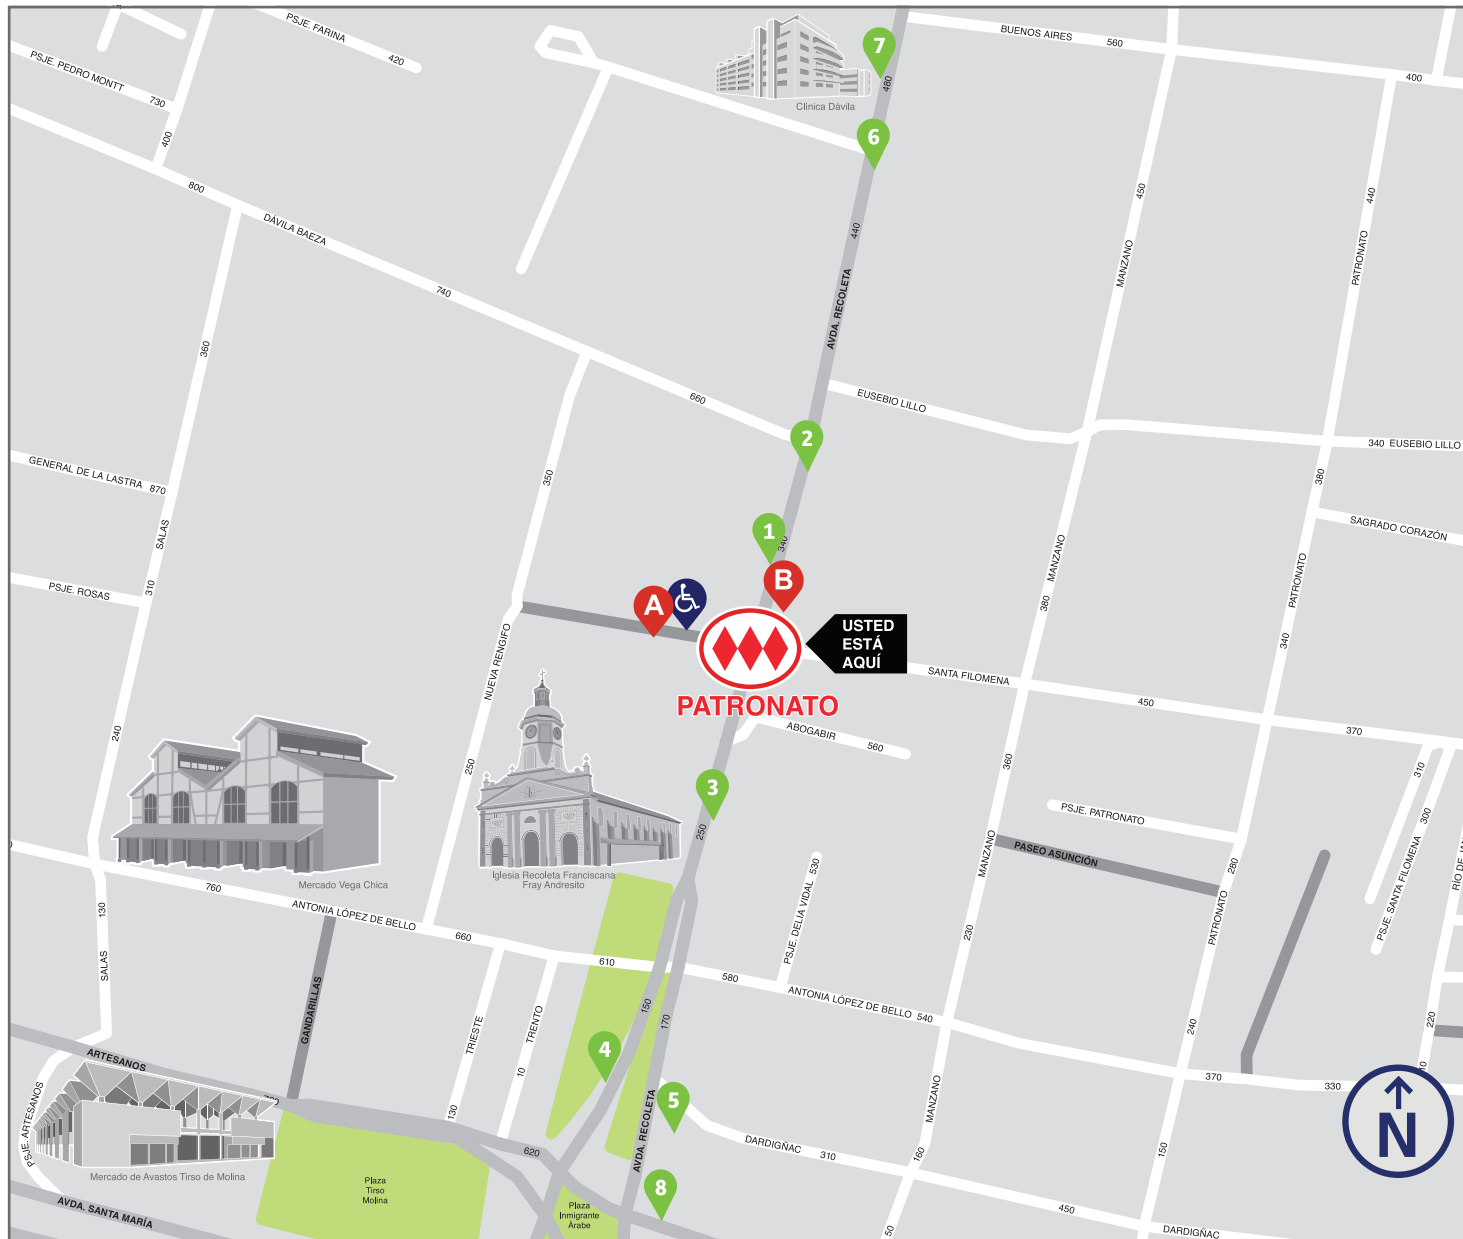 PSJE. FARINA
420
BUENOS AIRES
560
400
PSJE. PEDRO MONTT
730
400
7
480
Clínica Dávila
6
800
DÁVILA BAEZA
740
660
450
440
MANZANO
PATRONATO
440
AVDA. RECOLETA
360
EUSEBIO LILLO
340 EUSEBIO LILLO
2
GENERAL DE LA LASTRA 870
350
380
SALAS
1
340
SAGRADO CORAZÓN
MANZANO
380
PSJE. ROSAS
310
A
B
PATRONATO
340
USTED
ESTÁ
AQUÍ
NUEVA RENGIFO
SANTA FILOMENA
450
370
PATRONATO
ABOGABIR
560
240
250
360
310
3
250
300
PSJE. PATRONATO
MANZANO
PASEO ASUNCIÓN
280
Mercado Vega Chica
Iglesia Recoleta Franciscana
Fray Andresito
760
ANTONIA LÓPEZ DE BELLO
660
610
580
ANTONIA LÓPEZ DE BELLO 540
PSJE. DELIA VIDAL 530
230
PATRONATO
PSJE. SANTA FILOMENA
130
SALAS
GANDARILLAS
TRIESTE
TRENTO
150
170
240
220
4
10
130
ARTESANOS
PSJE. ARTESANOS
5
AVDA. RECOLETA
MANZANO
370
330
DARDIGÑAC
310
160
150
N
620
Mercado de Avastos Tirso de Molina
Plaza
Tirso
Molina
8
Plaza
Inmigrante
Árabe
AVDA. SANTA MARÍA
450
50
DARDIGÑAC